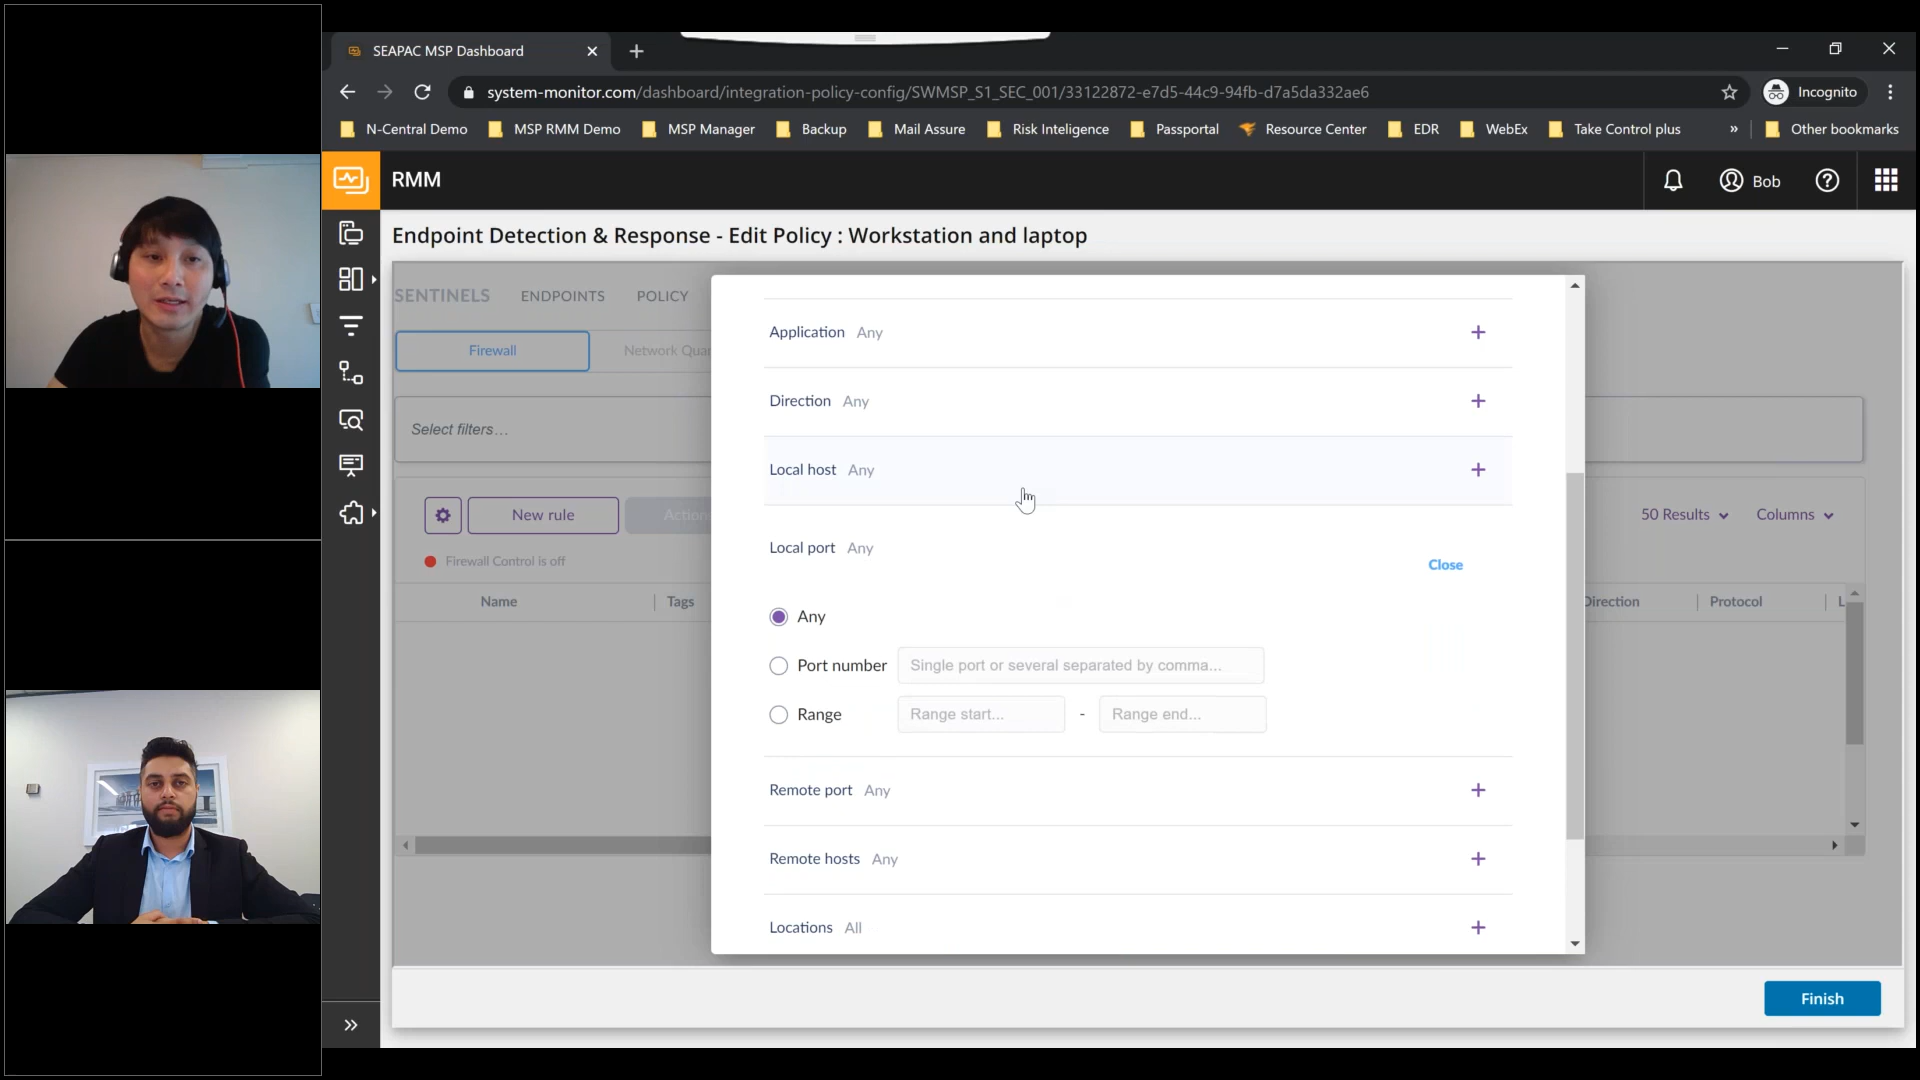 SEAPAC MSP Dashboard
system-monitor.com/dashboard/integration-policy-config/SWMSP_S1_SEC_001/33122872-e7d5-44c9-94fb-d7a5da332ae6
Incognito
N-Central Demo
MSP RMM Demo
MSP Manager
Backup
Mail Assure
Risk Inteligence
Passportal
Resource Center
EDR
WebEx
Take Control plus
»
Other bookmarks
RMM
Bob
Endpoint Detection & Response - Edit Policy : Workstation and laptop
SENTINELS
ENDPOINTS
POLICY
Firewall
Network Quar
Select filters...
New rule
Action
50 Results
Columns
Firewall Control is off
Name
Tags
Direction
Protocol
L
Application Any
Direction Any
Local host Any
Local port Any
Close
Any
Port number Single port or several separated by comma...
Range Range start... - Range end...
Remote port Any
Remote hosts Any
Locations All
Finish